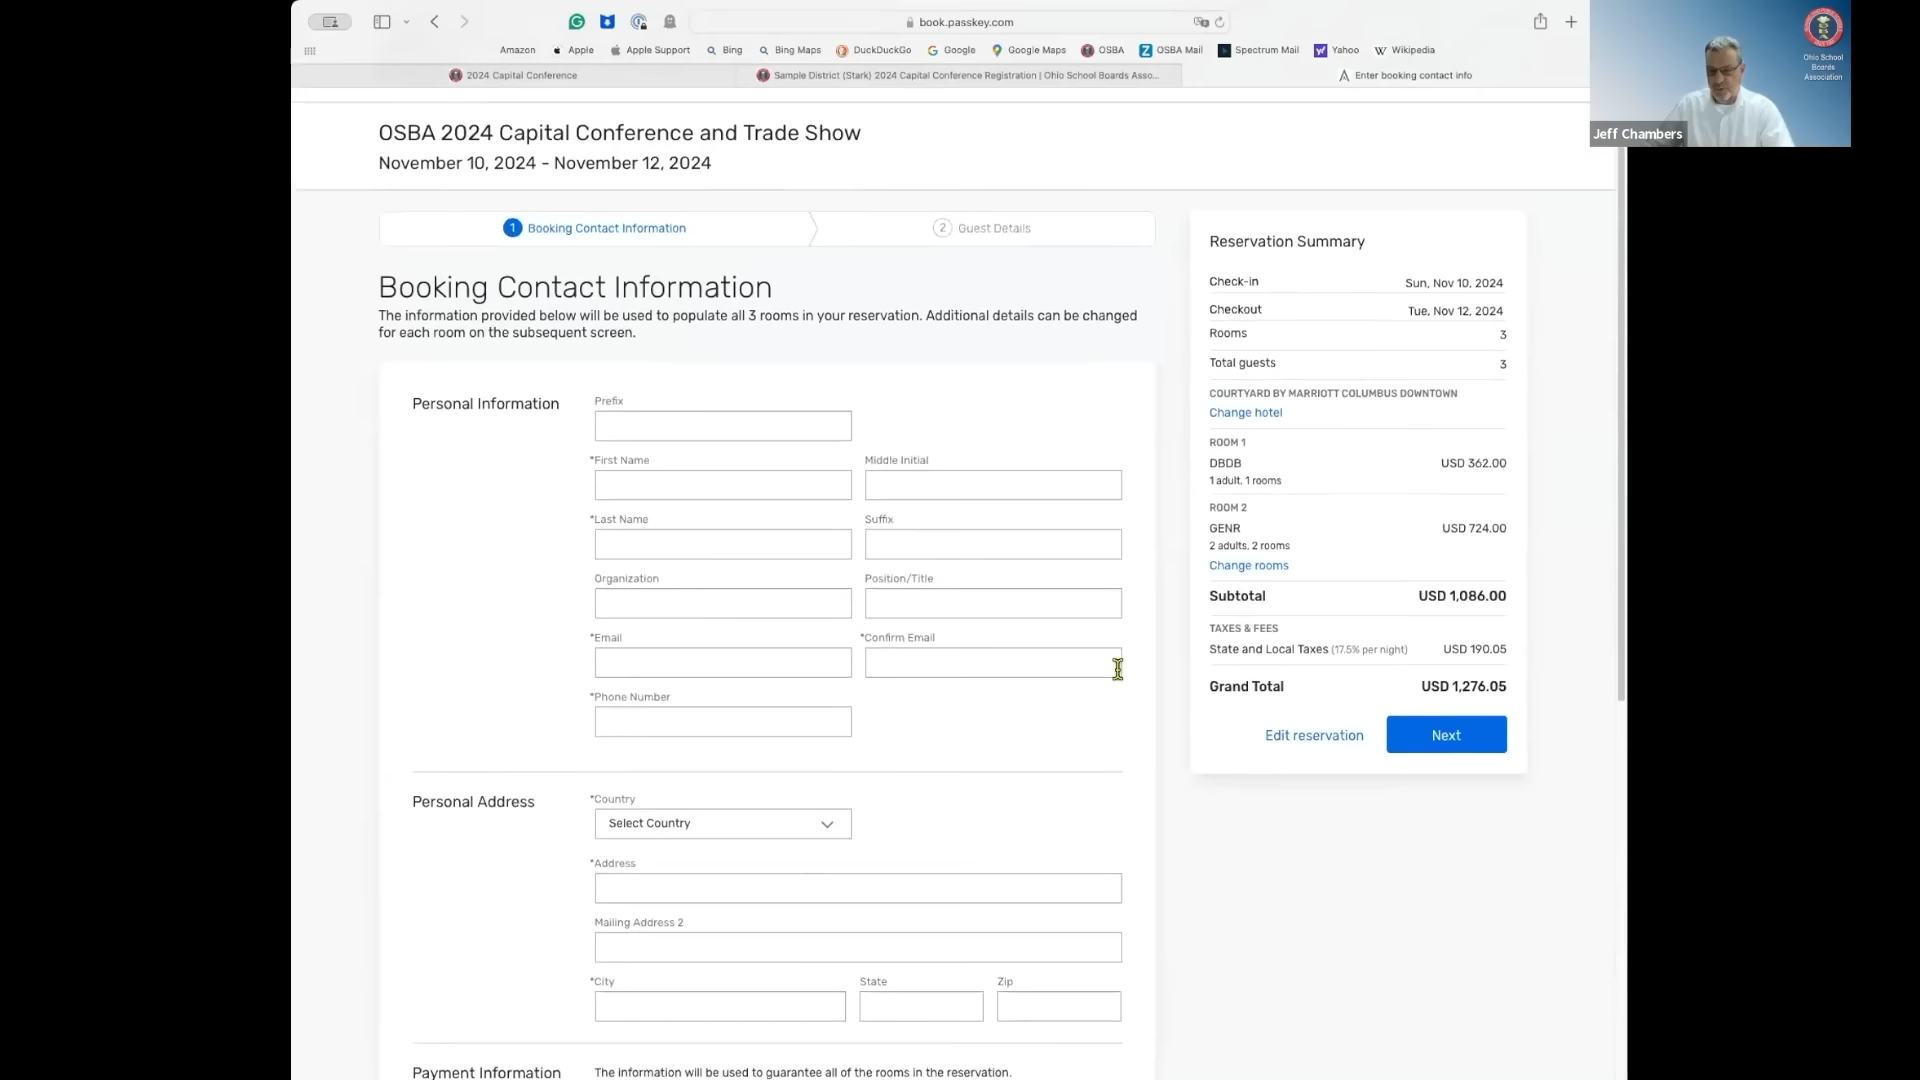 book.passkey.com
Amazon
Apple
Apple Support
Bing
Bing Maps
DuckDuckGo
Google
Google Maps
OSBA
OSBA Mail
Spectrum Mail
Yahoo
Wikipedia
2024 Capital Conference
Sample District (Stark) 2024 Capital Conference Registration | Ohio School Boards Asso...
Enter booking contact info
Ohio School
Boards
Association
Jeff Chambers
OSBA 2024 Capital Conference and Trade Show
November 10, 2024 - November 12, 2024
1 Booking Contact Information
2 Guest Details
Booking Contact Information
The information provided below will be used to populate all 3 rooms in your reservation. Additional details can be changed
for each room on the subsequent screen.
Personal Information
Prefix
*First Name
Middle Initial
*Last Name
Suffix
Organization
Position/Title
*Email
*Confirm Email
*Phone Number
Personal Address
*Country
Select Country
*Address
Mailing Address 2
*City
State
Zip
Payment Information
The information will be used to guarantee all of the rooms in the reservation.
Reservation Summary
Check-in Sun, Nov 10, 2024
Checkout Tue, Nov 12, 2024
Rooms 3
Total guests 3
COURTYARD BY MARRIOTT COLUMBUS DOWNTOWN
Change hotel
ROOM 1
DBDB USD 362.00
1 adult, 1 rooms
ROOM 2
GENR USD 724.00
2 adults, 2 rooms
Change rooms
Subtotal USD 1,086.00
TAXES & FEES
State and Local Taxes (17.5% per night) USD 190.05
Grand Total USD 1,276.05
Edit reservation
Next